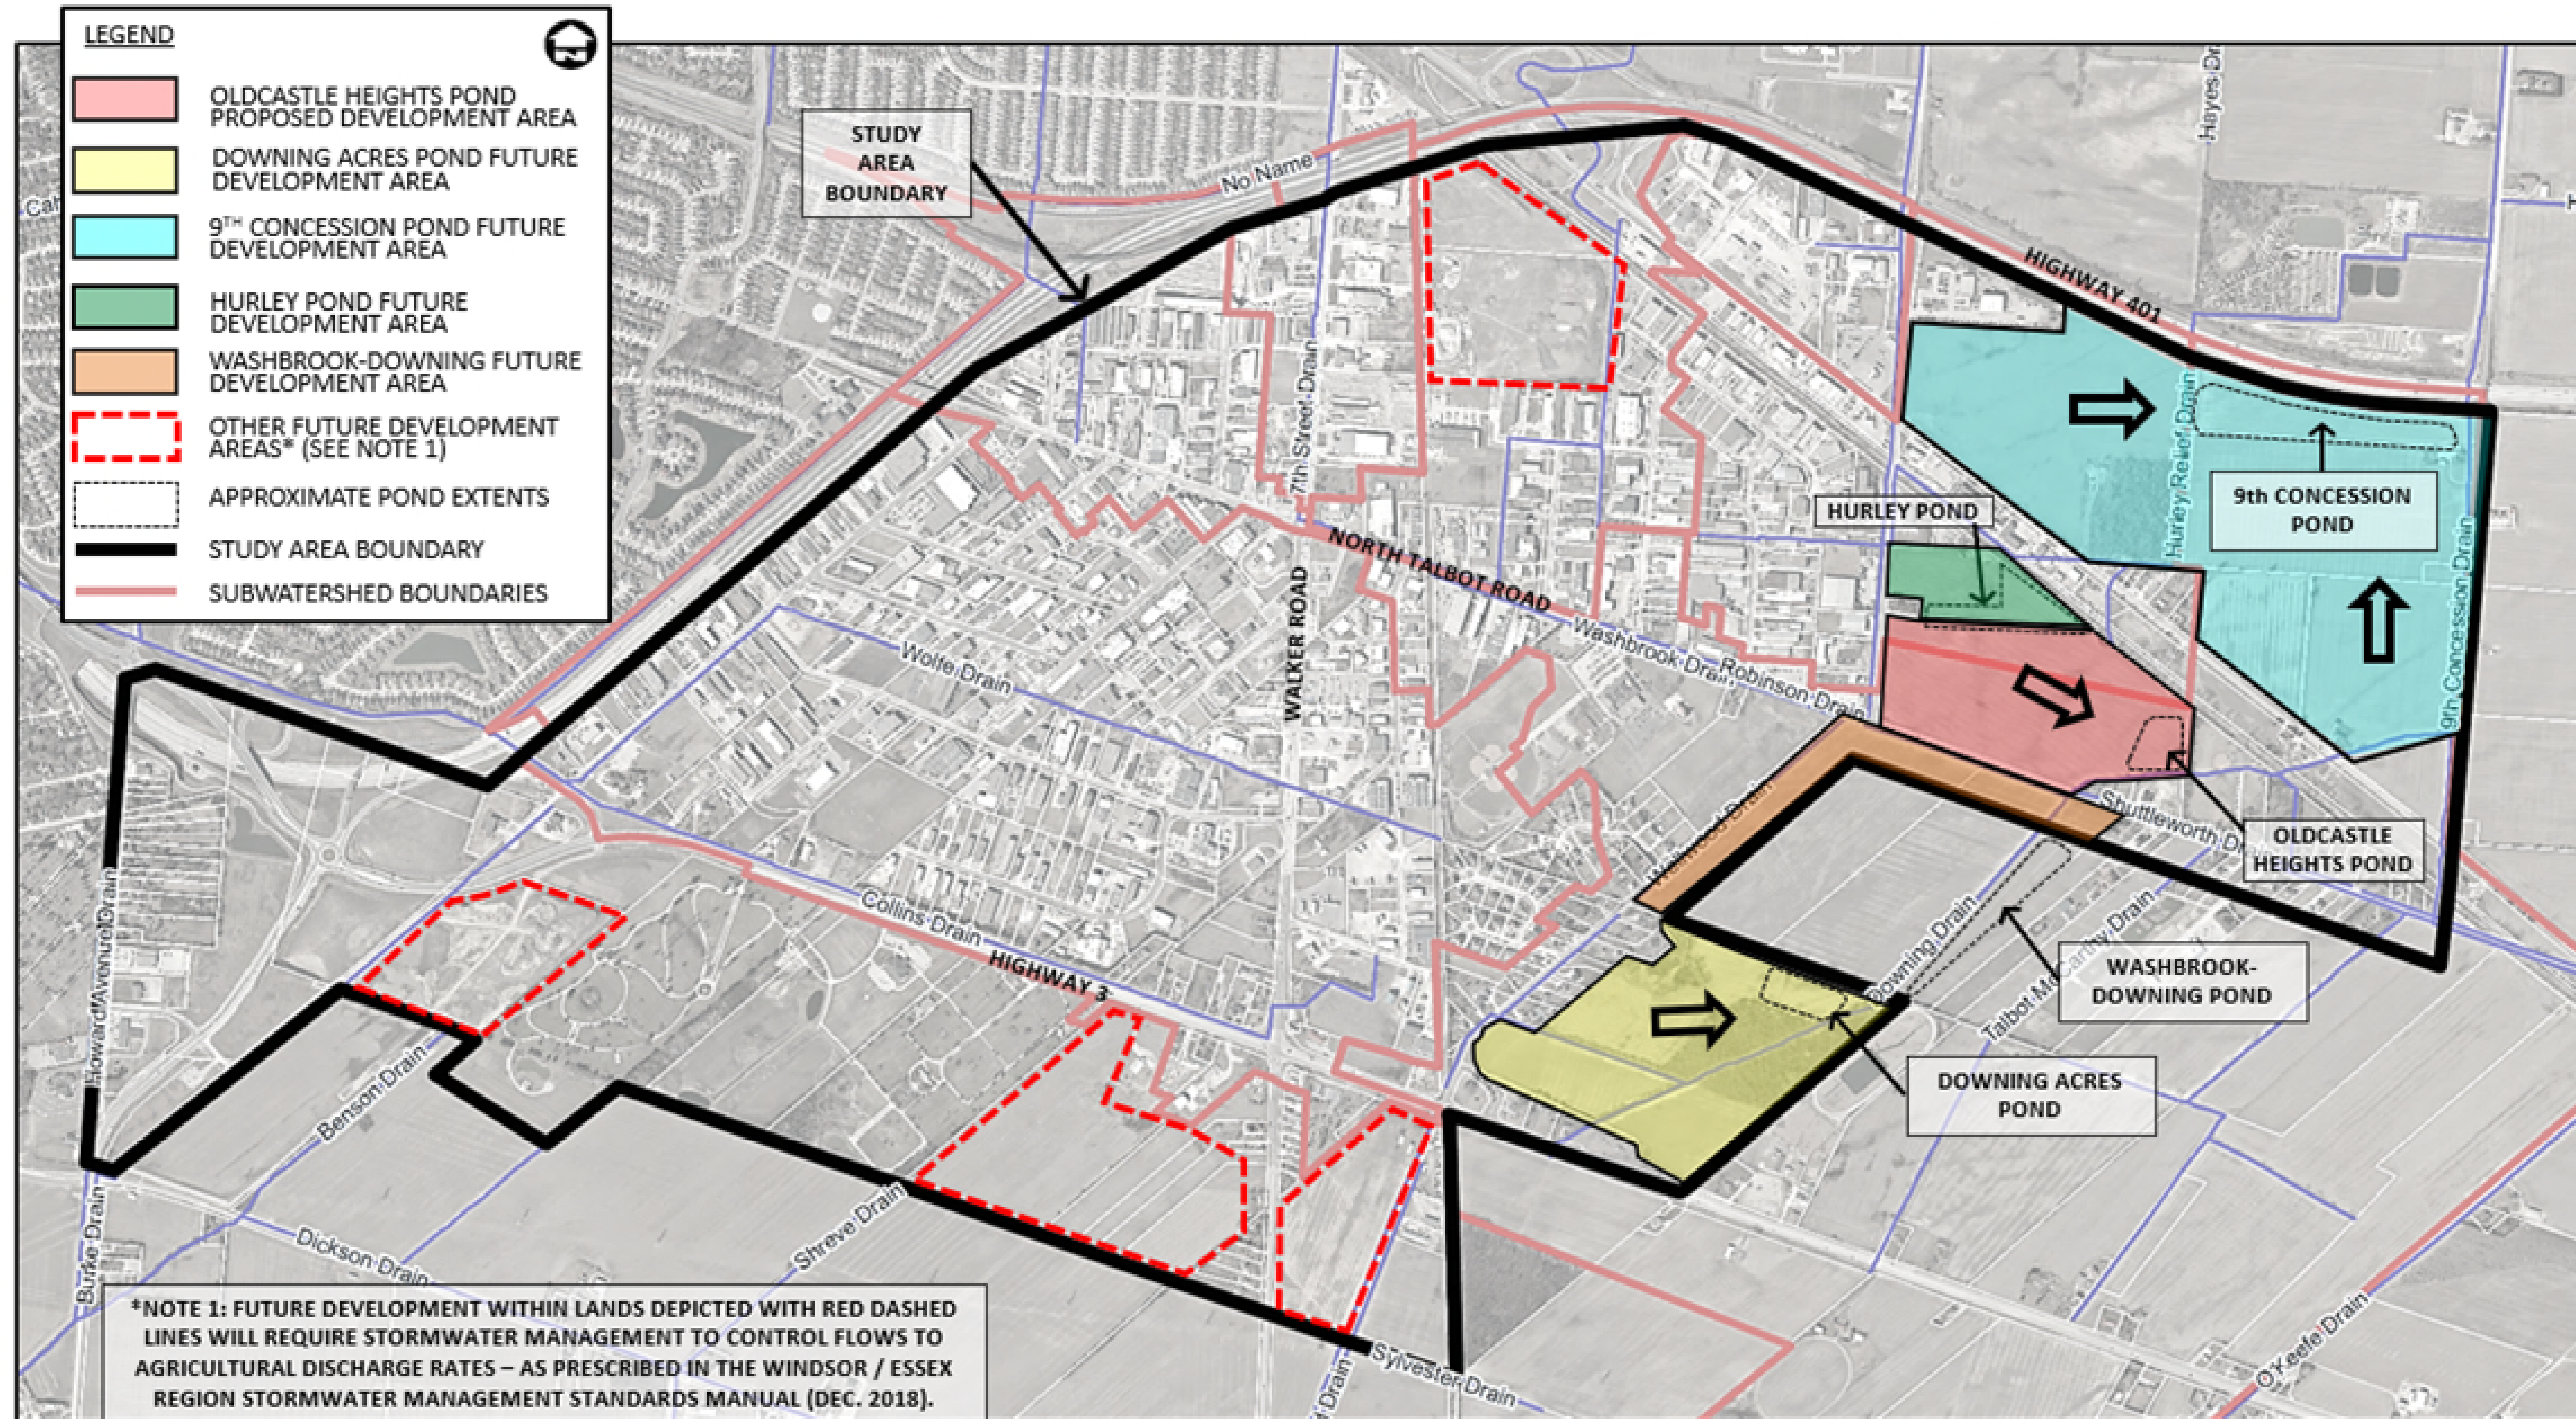 LEGEND
OLDCASTLE HEIGHTS POND
PROPOSED DEVELOPMENT AREA
DOWNING ACRES POND FUTURE
DEVELOPMENT AREA
9TH CONCESSION POND FUTURE
DEVELOPMENT AREA
HURLEY POND FUTURE
DEVELOPMENT AREA
WASHBROOK-DOWNING FUTURE
DEVELOPMENT AREA
OTHER FUTURE DEVELOPMENT
AREAS* (SEE NOTE 1)
APPROXIMATE POND EXTENTS
STUDY AREA BOUNDARY
SUBWATERSHED BOUNDARIES
N
STUDY
AREA
BOUNDARY
No Name
Hayes Dr
HIGHWAY 401
Cah
7th Street Drain
Hurley Relief Drain
9th CONCESSION
POND
HURLEY POND
9th Concession Drain
NORTH TALBOT ROAD
WALKER ROAD
Wolfe Drain
Washbrook Drain
Robinson Drain
Shuttleworth D
OLDCASTLE
HEIGHTS POND
Collins Drain
HIGHWAY 3
Howard Avenue Drain
Downing Drain
WASHBROOK-
DOWNING POND
Talbot McCarthy Drain
DOWNING ACRES
POND
Benson Drain
Burke Drain
Dickson Drain
Shreve Drain
Sylvester Drain
d Drain
O'Keefe Drain
*NOTE 1: FUTURE DEVELOPMENT WITHIN LANDS DEPICTED WITH RED DASHED
LINES WILL REQUIRE STORMWATER MANAGEMENT TO CONTROL FLOWS TO
AGRICULTURAL DISCHARGE RATES – AS PRESCRIBED IN THE WINDSOR / ESSEX
REGION STORMWATER MANAGEMENT STANDARDS MANUAL (DEC. 2018).